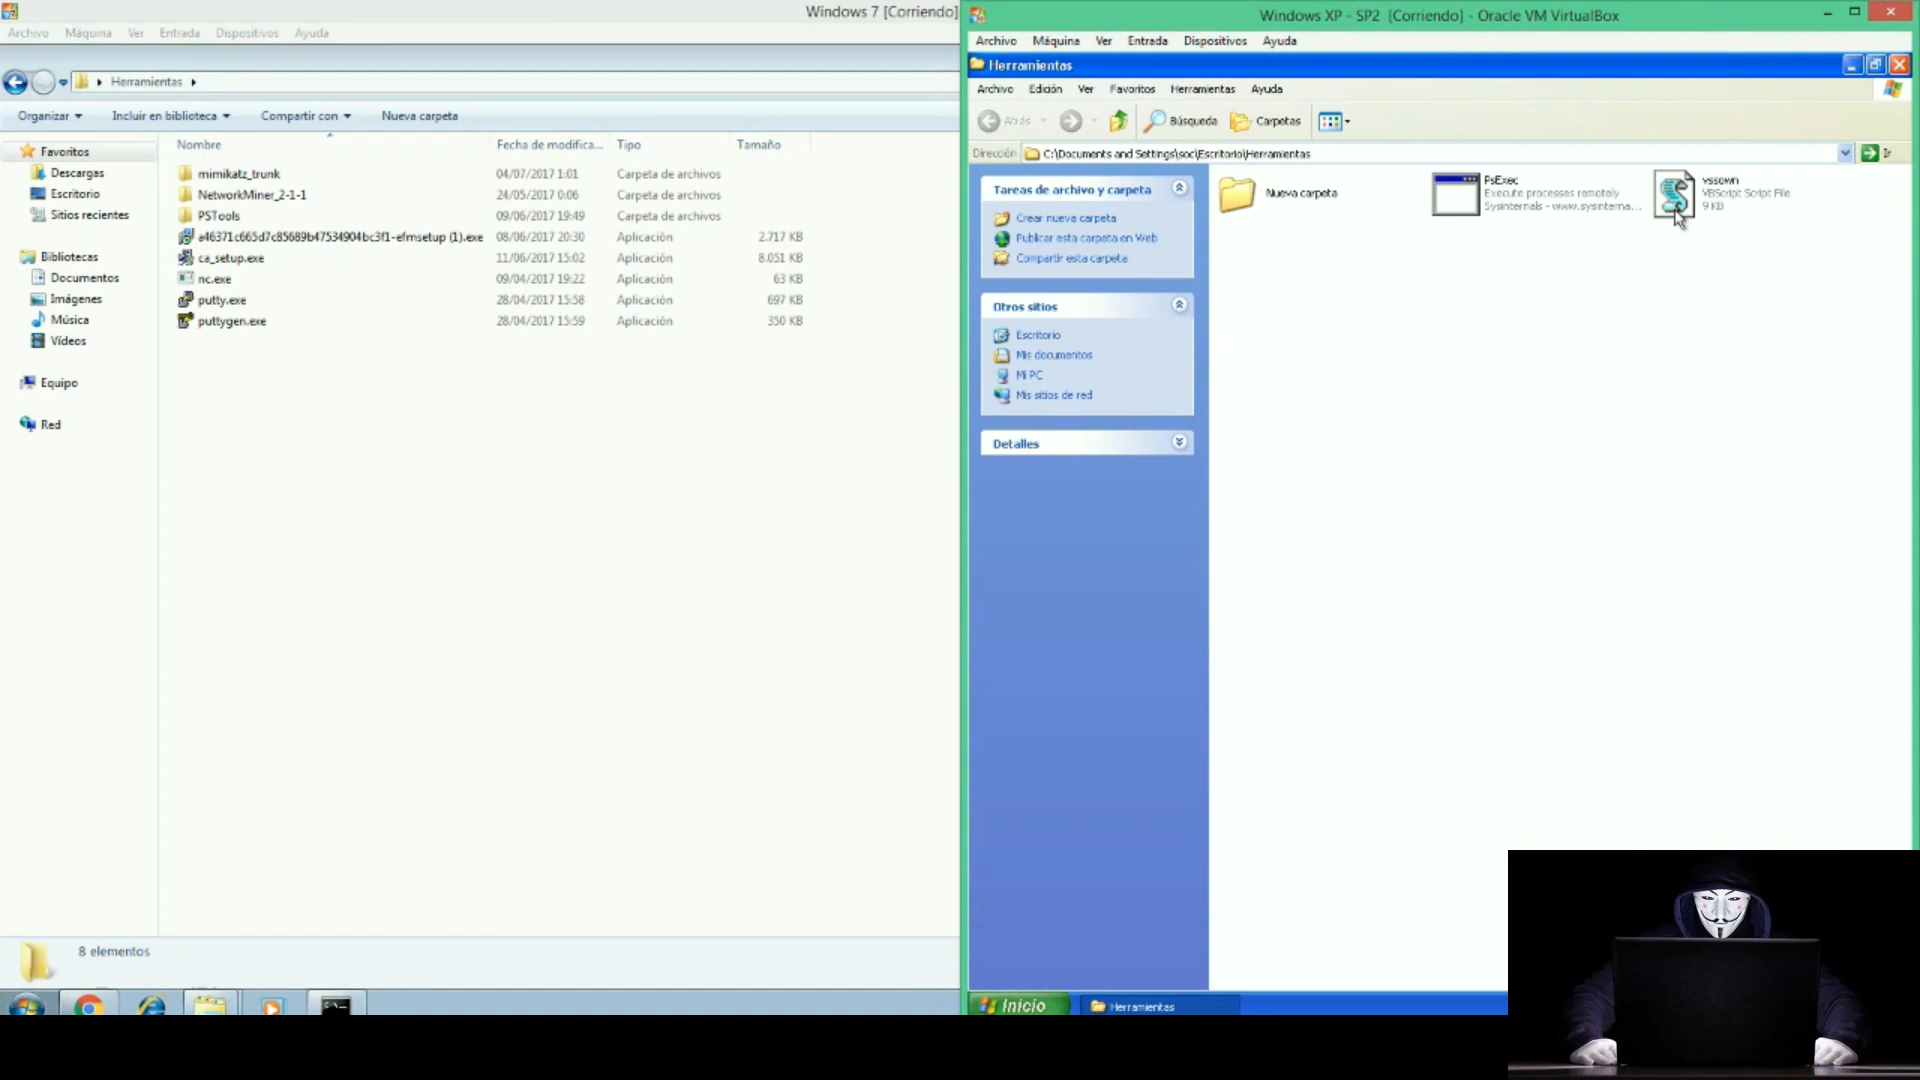 Windows 7 [Corriendo]
Archivo Máquina Ver Entrada Dispositivos Ayuda
Herramientas
Organizar Incluir en biblioteca Compartir con Nueva carpeta
Nombre Fecha de modifica... Tipo Tamaño
Favoritos
Descargas
Escritorio
Sitios recientes
Bibliotecas
Documentos
Imágenes
Música
Vídeos
Equipo
Red
mimikatz_trunk 04/07/2017 1:01 Carpeta de archivos
NetworkMiner_2-1-1 24/05/2017 0:06 Carpeta de archivos
PSTools 09/06/2017 19:49 Carpeta de archivos
a46371c665d7c85689b47534904bc3f1-efmsetup (1).exe 08/06/2017 20:30 Aplicación 2.717 KB
ca_setup.exe 11/06/2017 15:02 Aplicación 8.051 KB
nc.exe 09/04/2017 19:22 Aplicación 63 KB
putty.exe 28/04/2017 15:58 Aplicación 697 KB
puttygen.exe 28/04/2017 15:59 Aplicación 350 KB
8 elementos
Windows XP - SP2 [Corriendo] - Oracle VM VirtualBox
Archivo Máquina Ver Entrada Dispositivos Ayuda
Herramientas
Archivo Edición Ver Favoritos Herramientas Ayuda
Atrás Búsqueda Carpetas
Dirección C:\Documents and Settings\soc\Escritorio\Herramientas Ir
Tareas de archivo y carpeta
Crear nueva carpeta
Publicar esta carpeta en Web
Compartir esta carpeta
Otros sitios
Escritorio
Mis documentos
Mi PC
Mis sitios de red
Detalles
Nueva carpeta
PsExec
Execute processes remotely
Sysinternals - www.sysinterna...
vssown
VBScript Script File
9 KB
Inicio Herramientas